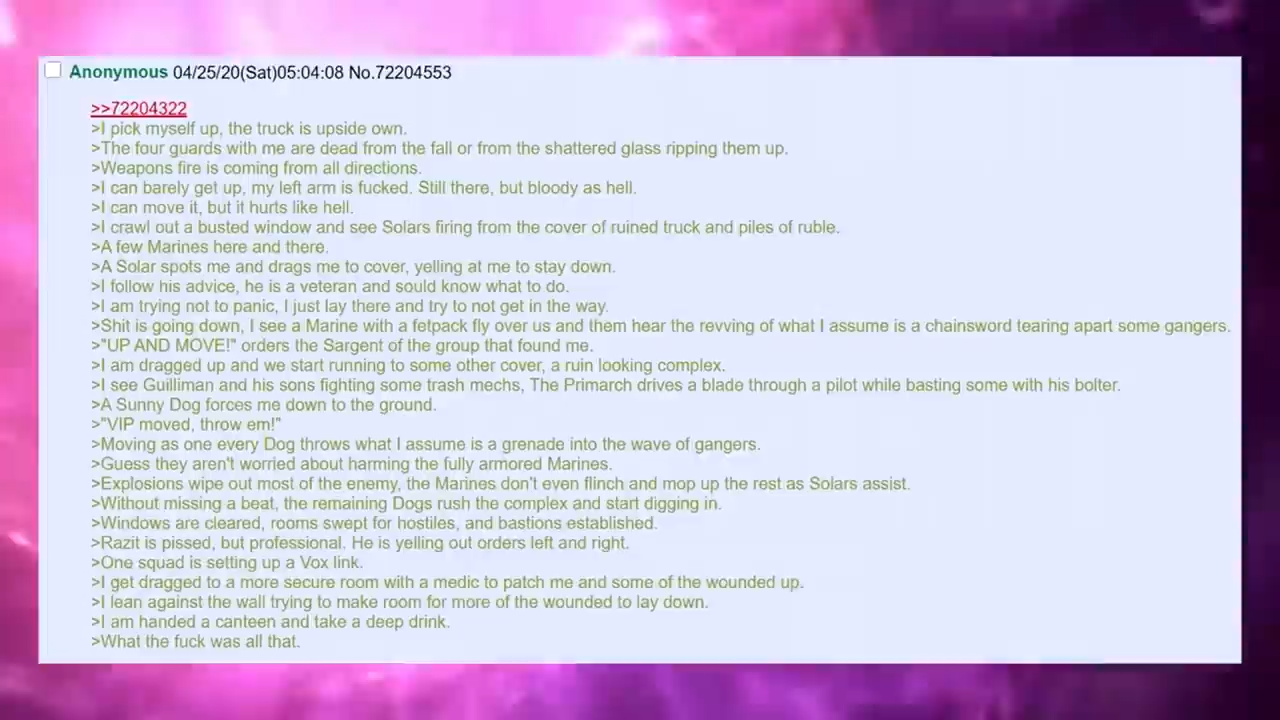 Anonymous 04/25/20(Sat)05:04:08 No.72204553
>>72204322
>I pick myself up, the truck is upside own.
>The four guards with me are dead from the fall or from the shattered glass ripping them up.
>Weapons fire is coming from all directions.
>I can barely get up, my left arm is fucked. Still there, but bloody as hell.
>I can move it, but it hurts like hell.
>I crawl out a busted window and see Solars firing from the cover of ruined truck and piles of ruble.
>A few Marines here and there.
>A Solar spots me and drags me to cover, yelling at me to stay down.
>I follow his advice, he is a veteran and sould know what to do.
>I am trying not to panic, I just lay there and try to not get in the way.
>Shit is going down, I see a Marine with a fetpack fly over us and them hear the revving of what I assume is a chainsword tearing apart some gangers.
>"UP AND MOVE!" orders the Sargent of the group that found me.
>I am dragged up and we start running to some other cover, a ruin looking complex.
>I see Guilliman and his sons fighting some trash mechs, The Primarch drives a blade through a pilot while basting some with his bolter.
>A Sunny Dog forces me down to the ground.
>"VIP moved, throw em!"
>Moving as one every Dog throws what I assume is a grenade into the wave of gangers.
>Guess they aren't worried about harming the fully armored Marines.
>Explosions wipe out most of the enemy, the Marines don't even flinch and mop up the rest as Solars assist.
>Without missing a beat, the remaining Dogs rush the complex and start digging in.
>Windows are cleared, rooms swept for hostiles, and bastions established.
>Razit is pissed, but professional. He is yelling out orders left and right.
>One squad is setting up a Vox link.
>I get dragged to a more secure room with a medic to patch me and some of the wounded up.
>I lean against the wall trying to make room for more of the wounded to lay down.
>I am handed a canteen and take a deep drink.
>What the fuck was all that.